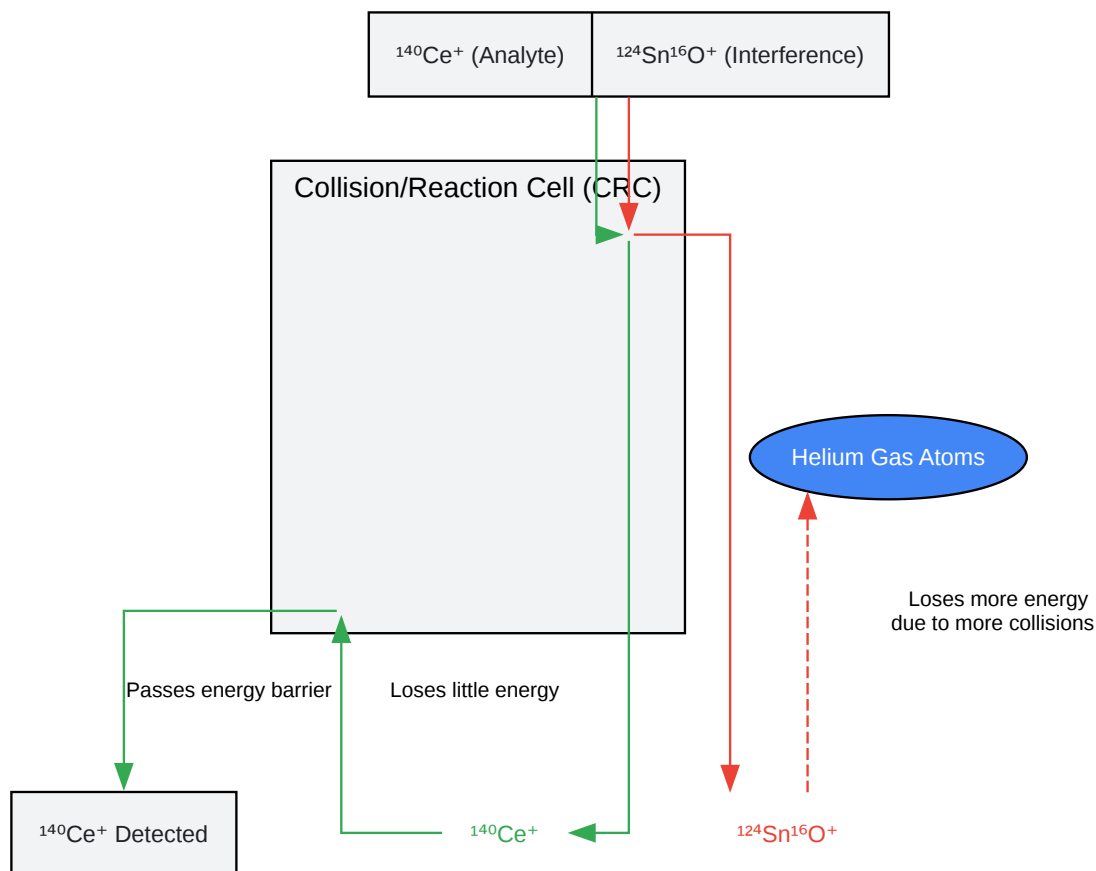 ¹⁴⁰Ce⁺ (Analyte)
¹²⁴Sn¹⁶O⁺ (Interference)
Collision/Reaction Cell (CRC)
Helium Gas Atoms
Loses more energy
due to more collisions
Passes energy barrier
Loses little energy
¹⁴⁰Ce⁺ Detected
¹⁴⁰Ce⁺
¹²⁴Sn¹⁶O⁺